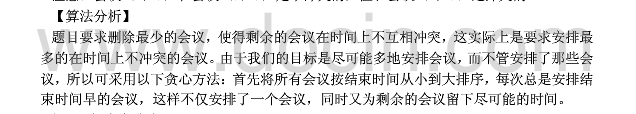 【算法分析】
题目要求删除最少的会议，使得剩余的会议在时间上不互相冲突，这实际上是要求安排最
多的在时间上不冲突的会议。由于我们的目标是尽可能多地安排会议，而不管安排了那些会
议，所以可采用以下贪心方法：首先将所有会议按结束时间从小到大排序，每次总是安排结
束时间早的会议，这样不仅安排了一个会议，同时又为剩余的会议留下尽可能的时间。